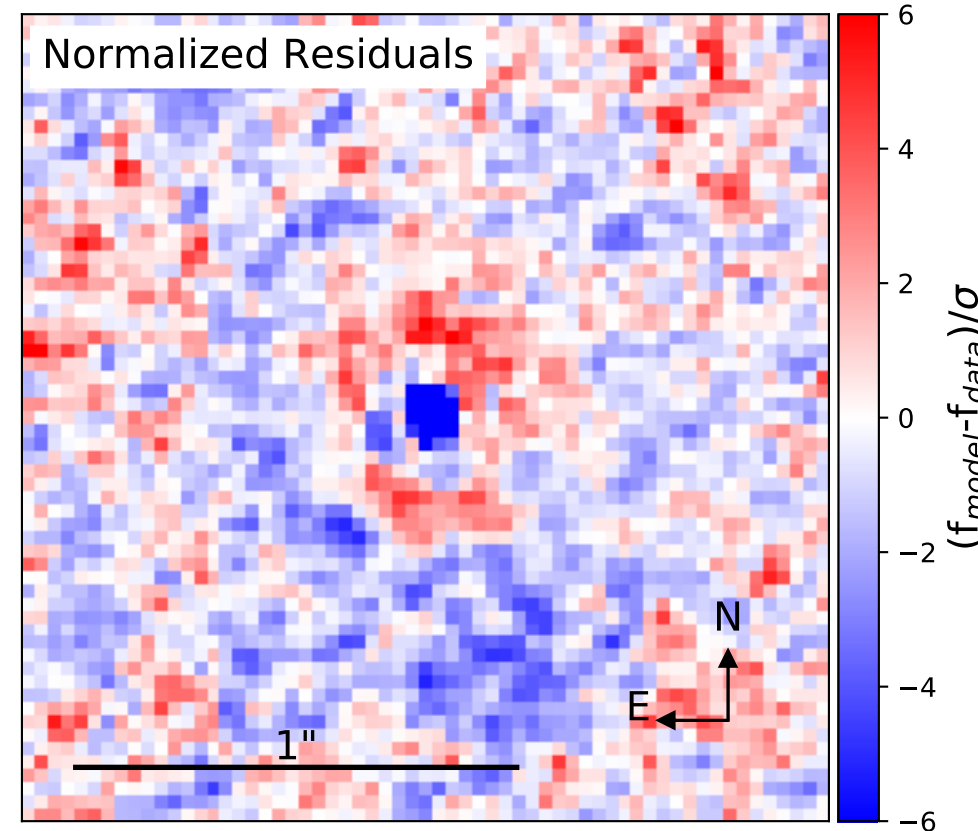 Normalized Residuals
6
4
2
0
−2
−4
−6
(f_model-f_data)/σ
N
E
1"